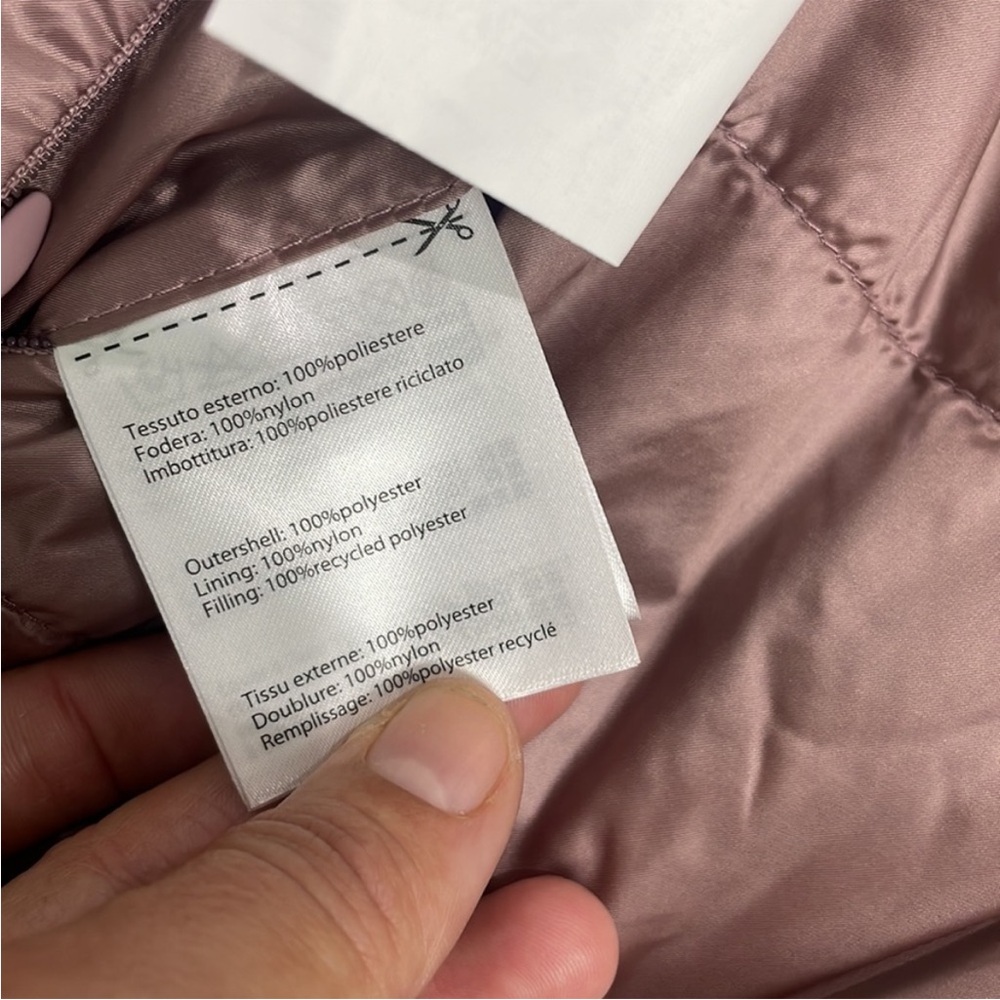 Tessuto esterno: 100%poliestere
Fodera: 100%nylon
Imbottitura: 100%poliestere riciclato
Outershell: 100%polyester
Lining: 100%nylon
Filling: 100%recycled polyester
Tissu externe: 100%polyester
Doublure: 100%nylon
Remplissage: 100%polyester recyclé